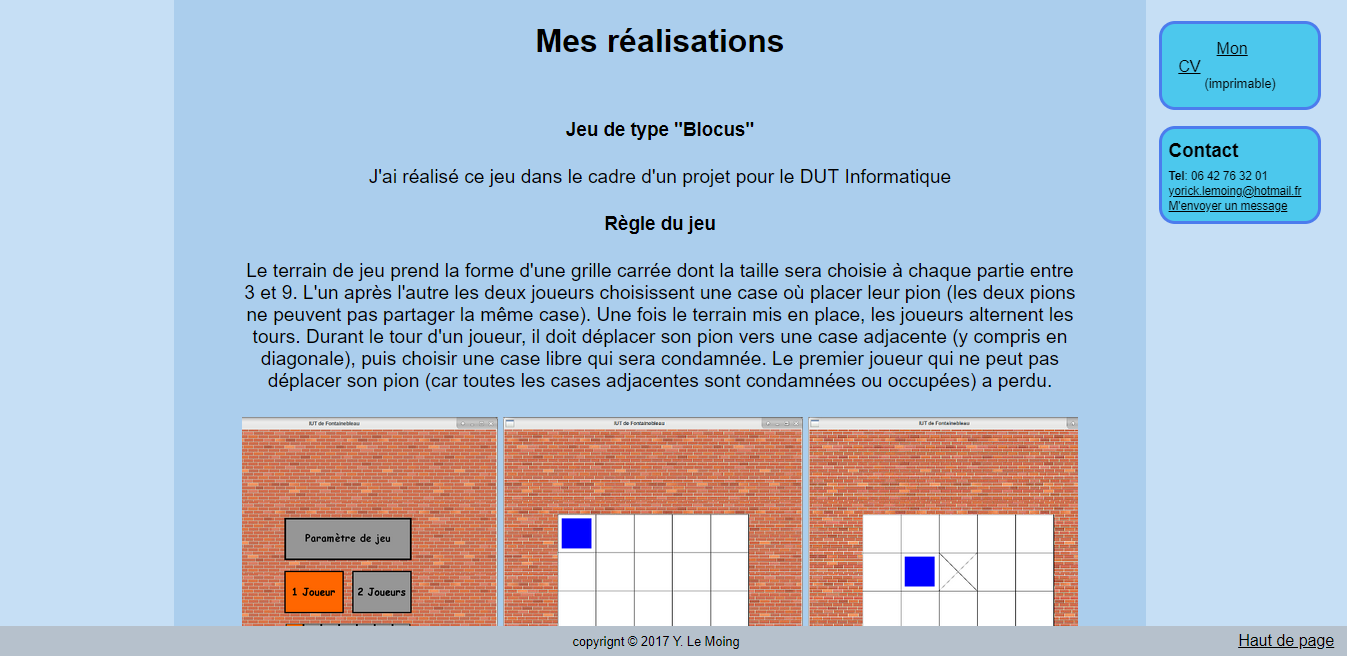 Mes réalisations
Jeu de type "Blocus"
J'ai réalisé ce jeu dans le cadre d'un projet pour le DUT Informatique
Règle du jeu
Le terrain de jeu prend la forme d'une grille carrée dont la taille sera choisie à chaque partie entre
3 et 9. L'un après l'autre les deux joueurs choisissent une case où placer leur pion (les deux pions
ne peuvent pas partager la même case). Une fois le terrain mis en place, les joueurs alternent les
tours. Durant le tour d'un joueur, il doit déplacer son pion vers une case adjacente (y compris en
diagonale), puis choisir une case libre qui sera condamnée. Le premier joueur qui ne peut pas
déplacer son pion (car toutes les cases adjacentes sont condamnées ou occupées) a perdu.
IUT de Fontainebleau
Paramètre de jeu
1 Joueur
2 Joueurs
IUT de Fontainebleau
IUT de Fontainebleau
Mon
CV
(imprimable)
Contact
Tel: 06 42 76 32 01
yorick.lemoing@hotmail.fr
M'envoyer un message
copyrignt © 2017 Y. Le Moing
Haut de page